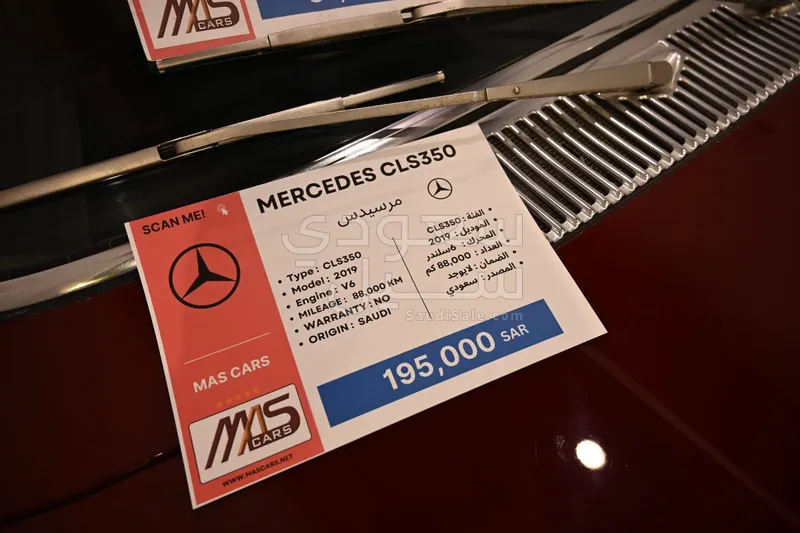 MAS
CARS
SCAN ME!
MERCEDES CLS350
مرسيدس
Type : CLS350
Model : 2019
Engine : V6
MILEAGE : 88,000 KM
WARRANTY : NO
ORIGIN : SAUDI
الفئة : CLS350
الموديل : 2019
المحرك : 6سلندر
العداد : 88,000 كم
الضمان : لايوجد
المصدر : سعودي
195,000 SAR
MAS CARS
MAS
CARS
WWW.MASCARS.NET
سعودي سيل
SaudiSale.com